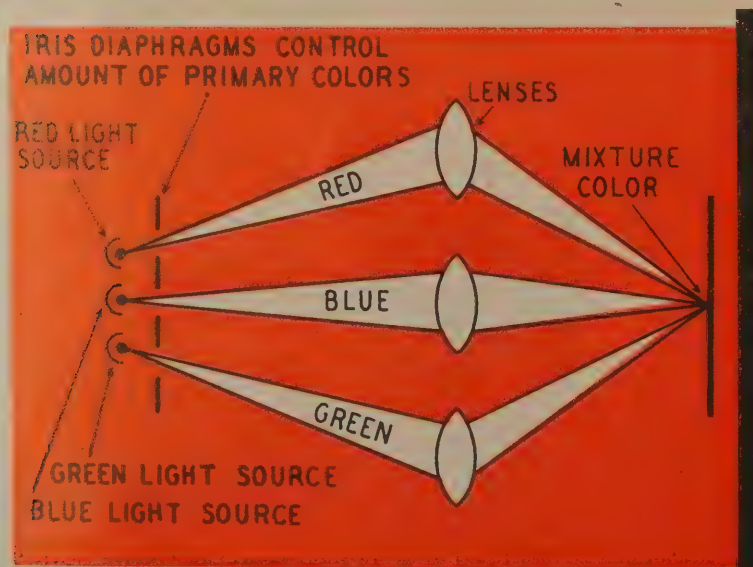 IRIS DIAPHRAGMS CONTROL
AMOUNT OF PRIMARY COLORS
RED LIGHT
SOURCE
LENSES
MIXTURE
COLOR
RED
BLUE
GREEN
GREEN LIGHT SOURCE
BLUE LIGHT SOURCE